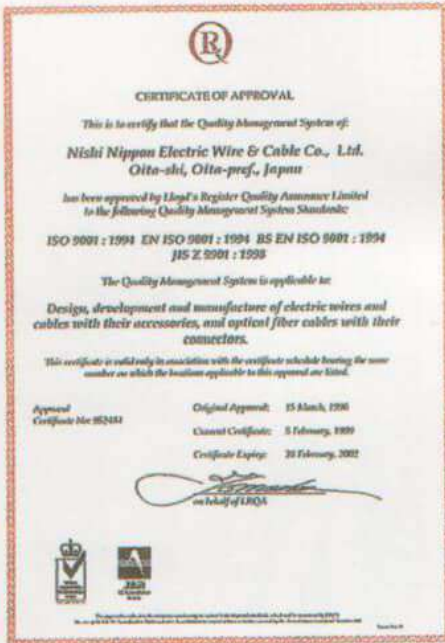 CERTIFICATE OF APPROVAL
This is to certify that the Quality Management System of:
Nishi Nippon Electric Wire & Cable Co., Ltd.
Oita-shi, Oita-pref., Japan
has been approved by Lloyd's Register Quality Assurance Limited
to the following Quality Management System Standards:
ISO 9001 : 1994 EN ISO 9001 : 1994 BS EN ISO 9001 : 1994
JIS Z 9901 : 1998
The Quality Management System is applicable to:
Design, development and manufacture of electric wires and
cables with their accessories, and optical fiber cables with their
connectors.
This certificate is valid only in association with the certificate schedule bearing the same
number on which the locations applicable to this approval are listed.
Approval
Certificate No:
Original Approval: 15 March, 1996
Current Certificate: 5 February, 1999
Certificate Expiry: 28 February, 2002
on behalf of LRQA